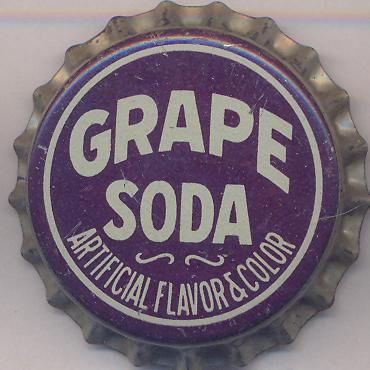 GRAPE
SODA
ARTIFICIAL FLAVOR & COLOR